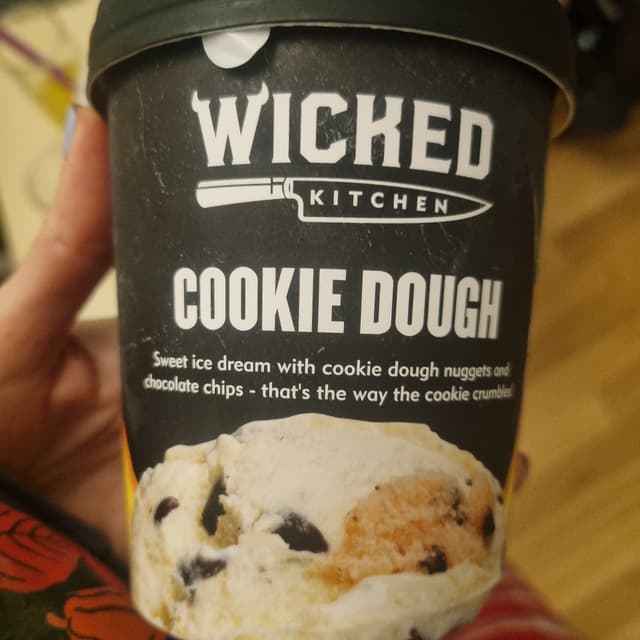 WICKED
KITCHEN
COOKIE DOUGH
Sweet ice dream with cookie dough nuggets and
chocolate chips - that's the way the cookie crumbles!